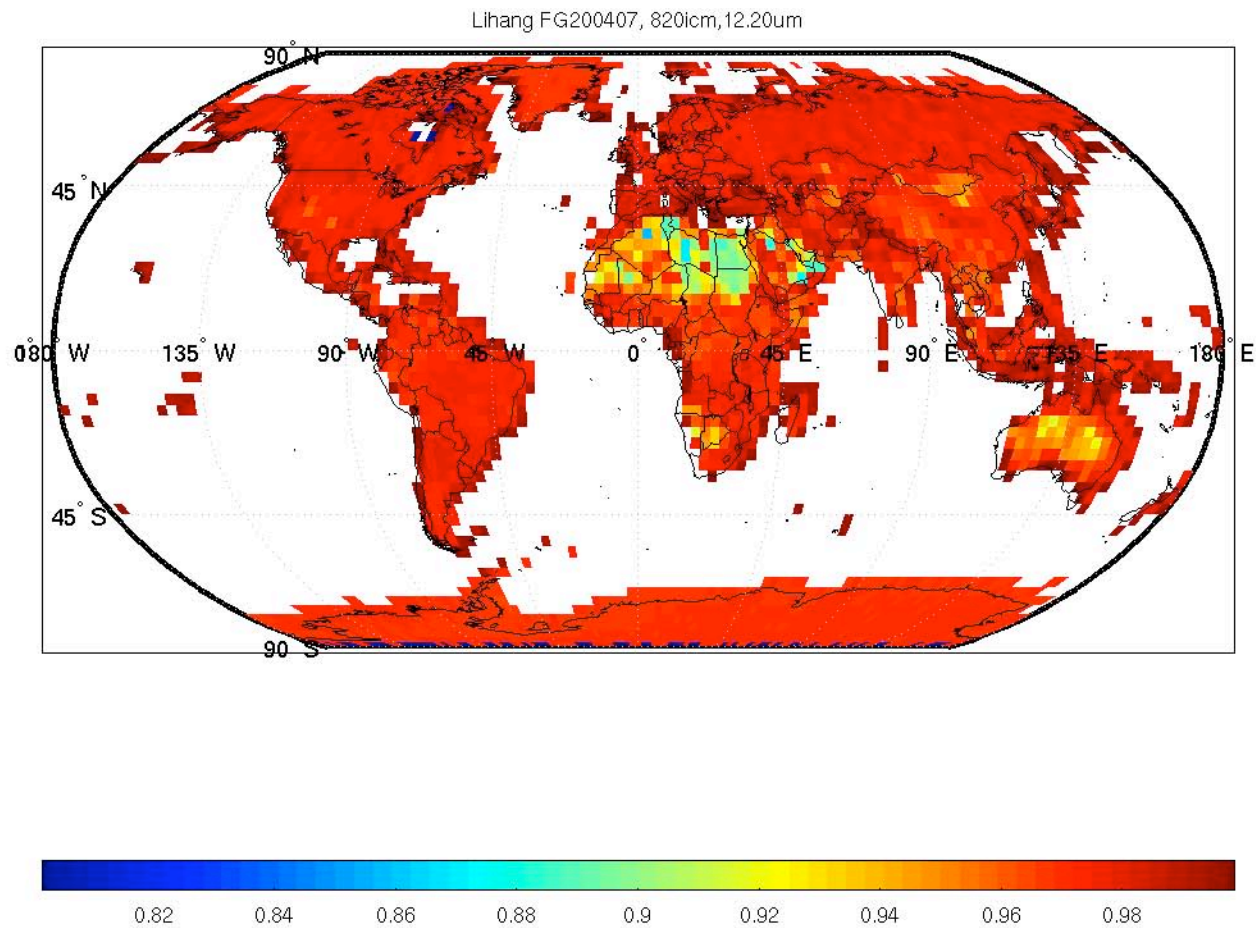 Lihang FG200407, 820icm,12.20um
90° N
45° N
180° W 135° W 90° W 45° W 0 45° E 90° E 135° E 180° E
45° S
90° S
0.82 0.84 0.86 0.88 0.9 0.92 0.94 0.96 0.98